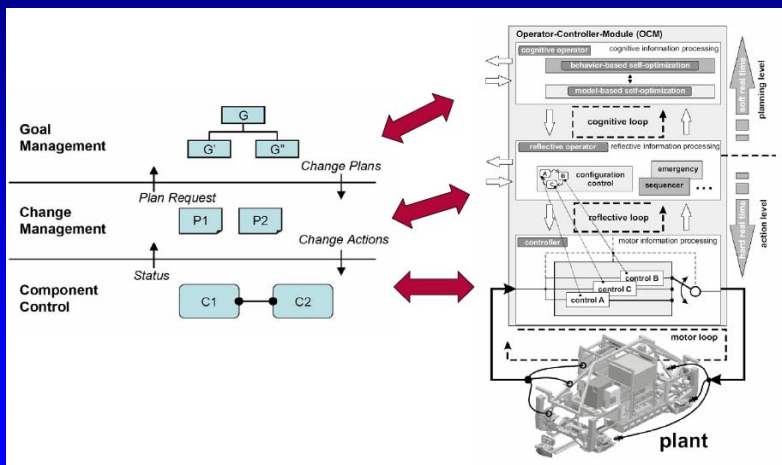 Goal
Management
G
G'
G"
Change Plans
Plan Request
Change
Management
P1
P2
Change Actions
Status
Component
Control
C1
C2
Operator-Controller-Module (OCM)
cognitive operator
cognitive information processing
behavior-based self-optimization
model-based self-optimization
cognitive loop
soft real time
planning level
reflective operator
reflective information processing
A
B
C
configuration
control
emergency
sequencer
...
reflective loop
hard real time
action level
controller
motor information processing
control B
control C
control A
motor loop
plant